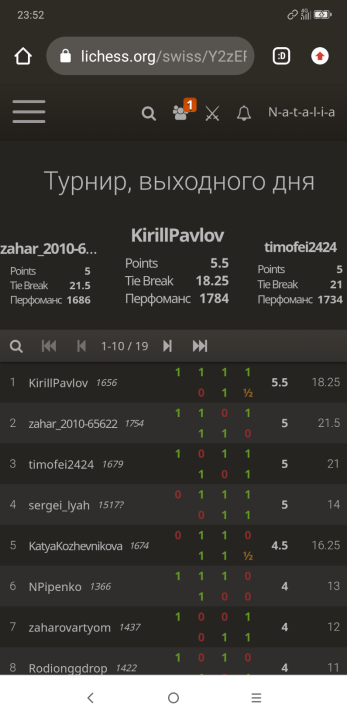 23:52
lichess.org/swiss/Y2zEF
:D
1
N-a-t-a-l-i-a
Турнир, выходного дня
zahar_2010-6...
Points 5
Tie Break 21.5
Перфоманс 1686
KirillPavlov
Points 5.5
Tie Break 18.25
Перфоманс 1784
timofei2424
Points 5
Tie Break 21
Перфоманс 1734
1-10 / 19
1 KirillPavlov 1656 1 1 1 1 5.5 18.25
0 1 ½
2 zahar_2010-65622 1754 1 1 0 1 5 21.5
1 1 0
3 timofei2424 1679 1 0 1 1 5 21
1 0 1
4 sergei_lyah 1517? 0 1 1 1 5 14
0 1 1
5 KatyaKozhevnikova 1674 0 1 1 0 4.5 16.25
1 1 ½
6 NPipenko 1366 1 1 1 0 4 13
1 0 0
7 zaharovartyom 1437 1 0 0 1 4 12
0 1 1
8 Rodionggdrop 1422 1 0 1 0 4 11